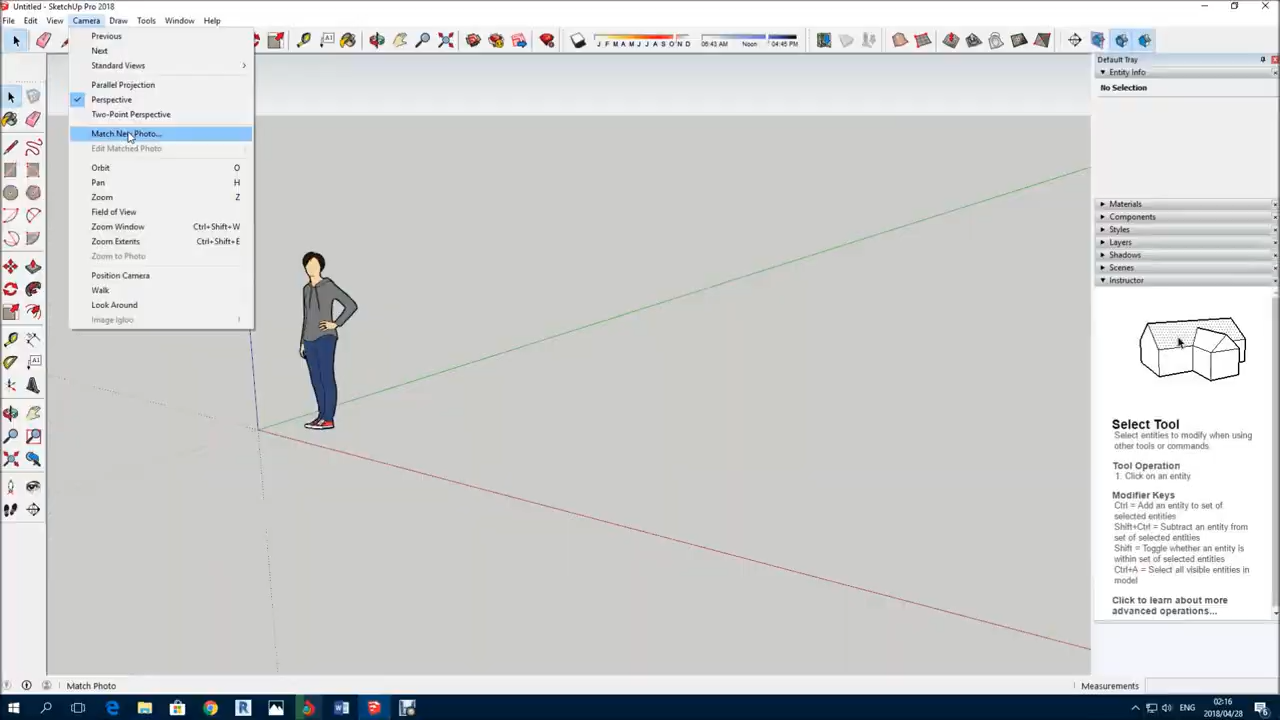 Untitled - SketchUp Pro 2018
File Edit View Camera Draw Tools Window Help
Previous
Next
Standard Views
Parallel Projection
Perspective
Two-Point Perspective
Match New Photo...
Edit Matched Photo
Orbit O
Pan H
Zoom Z
Field of View
Zoom Window Ctrl+Shift+W
Zoom Extents Ctrl+Shift+E
Zoom to Photo
Position Camera
Walk
Look Around
Image Igloo I
J F M A M J J A S O N D 06:43 AM Noon 04:45 PM
Default Tray
Entity Info
No Selection
Materials
Components
Styles
Layers
Shadows
Scenes
Instructor
Select Tool
Select entities to modify when using
other tools or commands.
Tool Operation
1. Click on an entity
Modifier Keys
Ctrl = Add an entity to set of
selected entities
Shift+Ctrl = Subtract an entity from
set of selected entities
Shift = Toggle whether an entity is
within set of selected entities
Ctrl+A = Select all visible entities in
model
Click to learn about more
advanced operations...
Match Photo
Measurements
ENG
02:16
2018/04/28